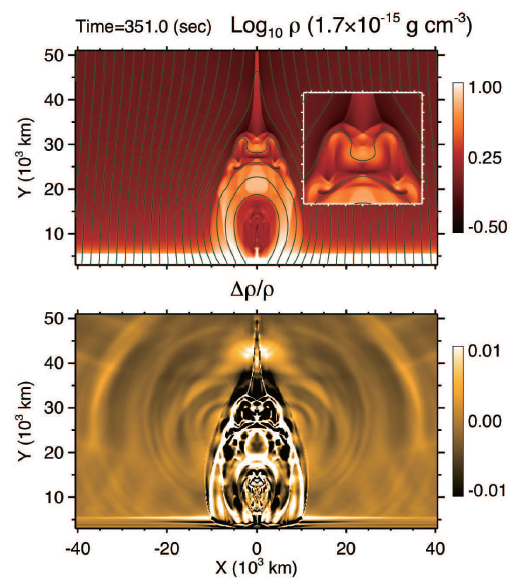 Time=351.0 (sec) Log₁₀ ρ (1.7×10⁻¹⁵ g cm⁻³)
50
40
30
20
10
Y (10³ km)
1.00
0.25
-0.50
Δρ/ρ
50
40
30
20
10
Y (10³ km)
0.01
0.00
-0.01
-40 -20 0 20 40
X (10³ km)